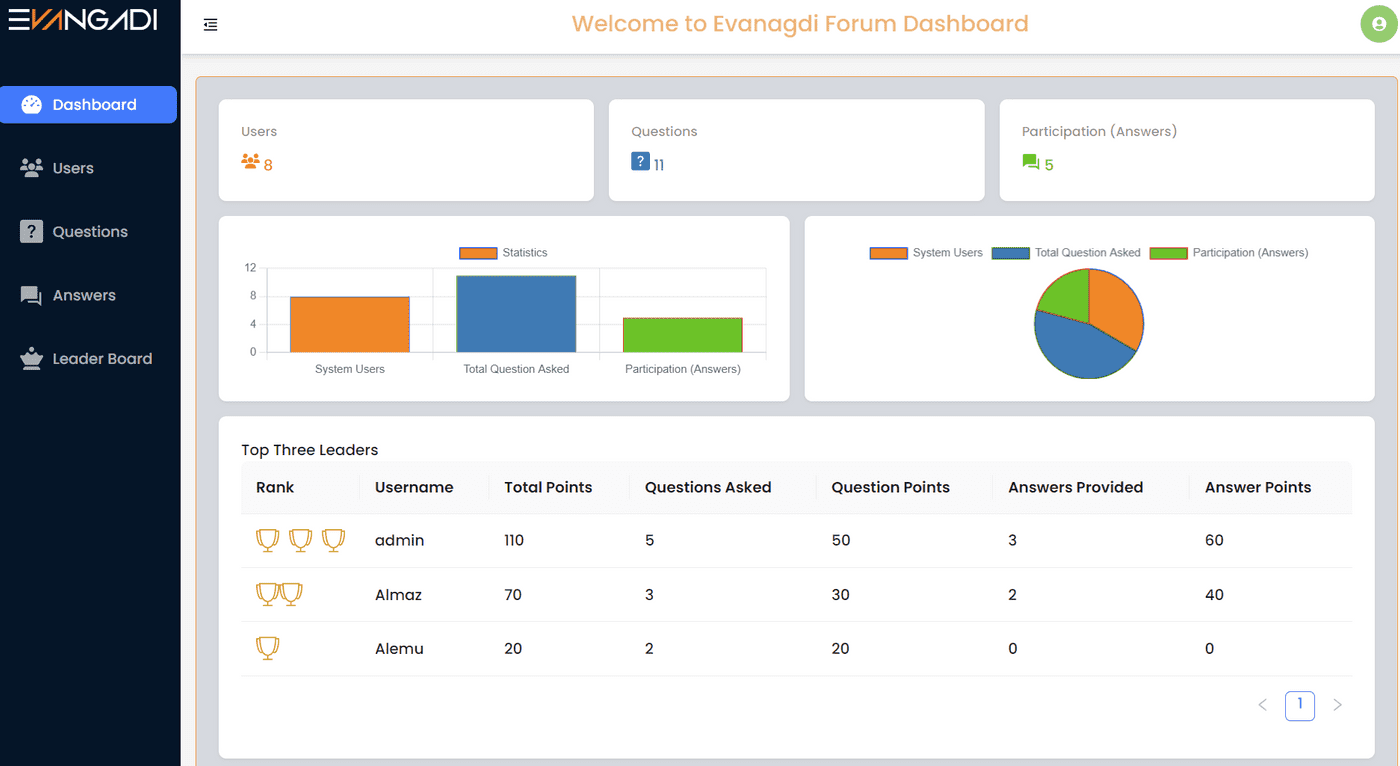 EVANGADI
Welcome to Evanagdi Forum Dashboard
Dashboard
Users
Questions
Answers
Leader Board
Users
8
Questions
? 11
Participation (Answers)
5
Statistics
12
8
4
0
System Users Total Question Asked Participation (Answers)
System Users Total Question Asked Participation (Answers)
Top Three Leaders
Rank Username Total Points Questions Asked Question Points Answers Provided Answer Points
admin 110 5 50 3 60
Almaz 70 3 30 2 40
Alemu 20 2 20 0 0
< 1 >